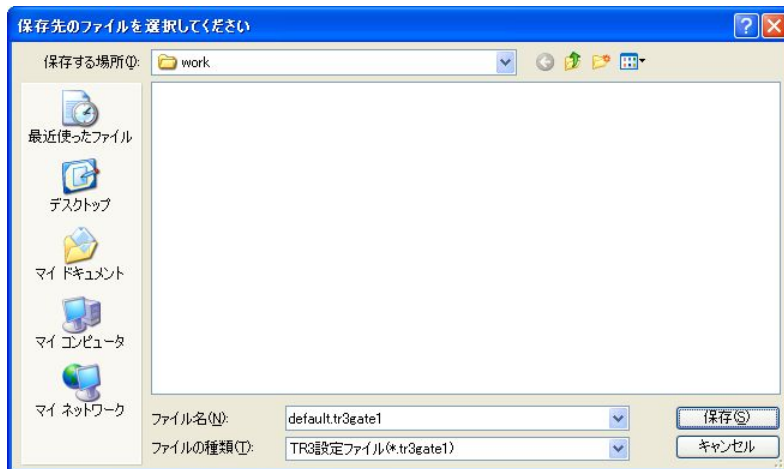 保存先のファイルを選択してください
保存する場所(I): work
最近使ったファイル
デスクトップ
マイ ドキュメント
マイ コンピュータ
マイ ネットワーク
ファイル名(N): default.tr3gate1 保存(S)
ファイルの種類(T): TR3設定ファイル(*.tr3gate1) キャンセル